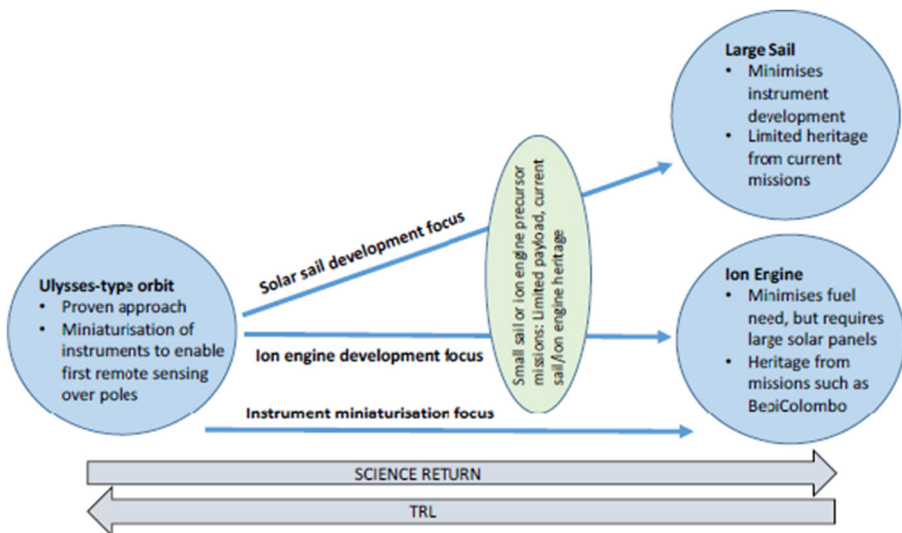 Large Sail
• Minimises
instrument
development
• Limited heritage
from current
missions
Small sail or ion engine precursor
missions: Limited payload, current
sail/ion engine heritage
Solar sail development focus
Ulysses-type orbit
• Proven approach
• Miniaturisation of
instruments to enable
first remote sensing
over poles
Ion engine development focus
Instrument miniaturisation focus
Ion Engine
• Minimises fuel
need, but requires
large solar panels
• Heritage from
missions such as
BepiColombo
SCIENCE RETURN
TRL